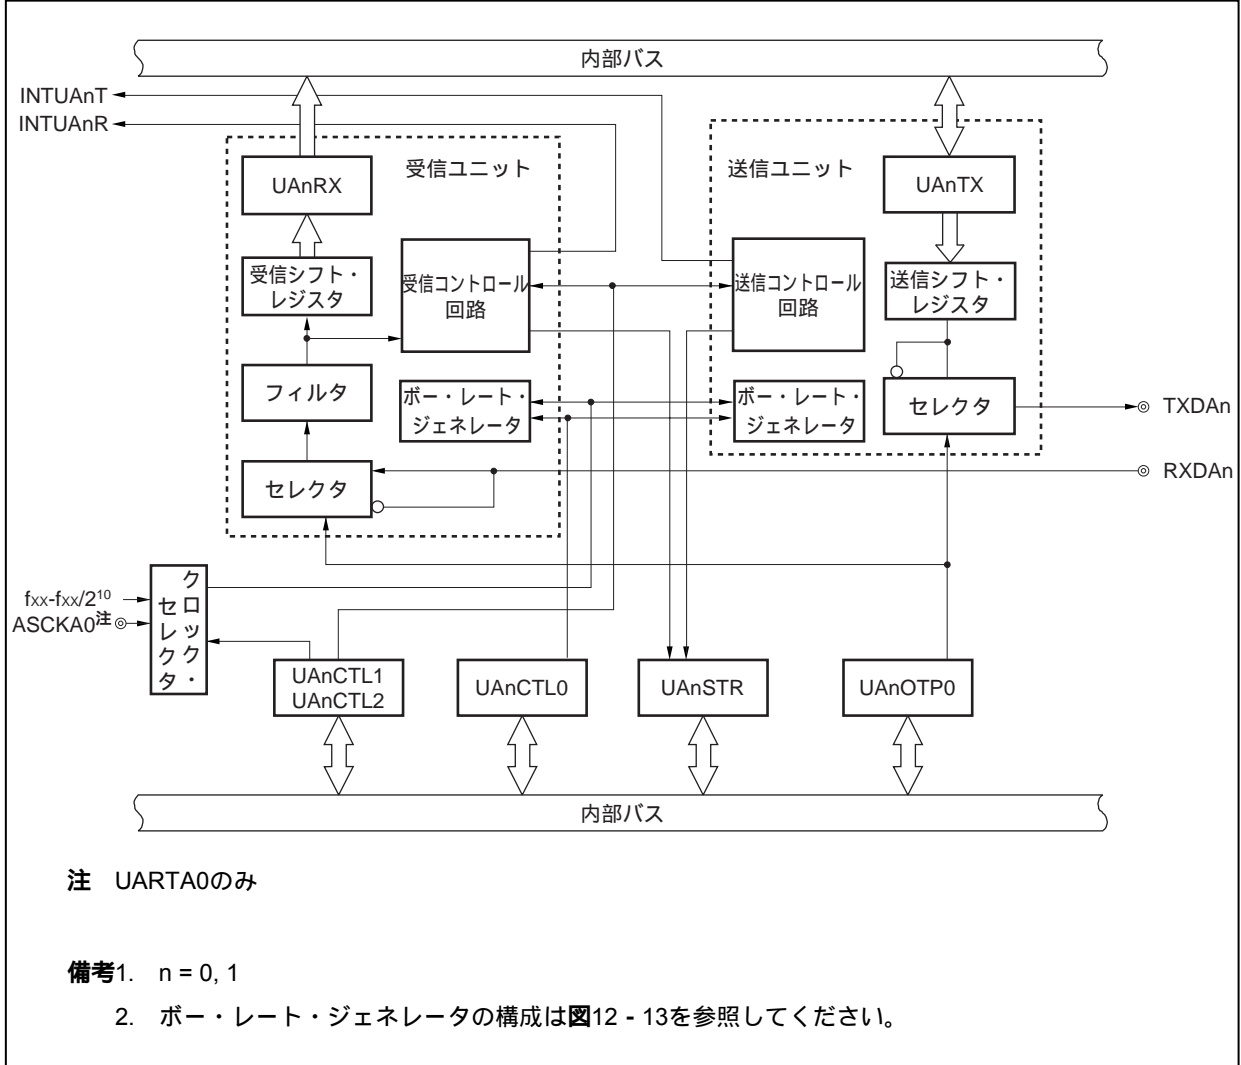 内部バス
INTUAnT
INTUAnR
受信ユニット
送信ユニット
UAnRX
UAnTX
受信シフト・
レジスタ
受信コントロール
回路
送信コントロール
回路
送信シフト・
レジスタ
フィルタ
ボー・レート・
ジェネレータ
ボー・レート・
ジェネレータ
セレクタ
TXDAn
セレクタ
RXDAn
fxx-fxx/2¹⁰
ASCKA0注
クロック・
セレクタ
UAnCTL1
UAnCTL2
UAnCTL0
UAnSTR
UAnOTP0
内部バス
注 UARTA0のみ
備考1. n = 0, 1
2. ボー・レート・ジェネレータの構成は図12 - 13を参照してください。